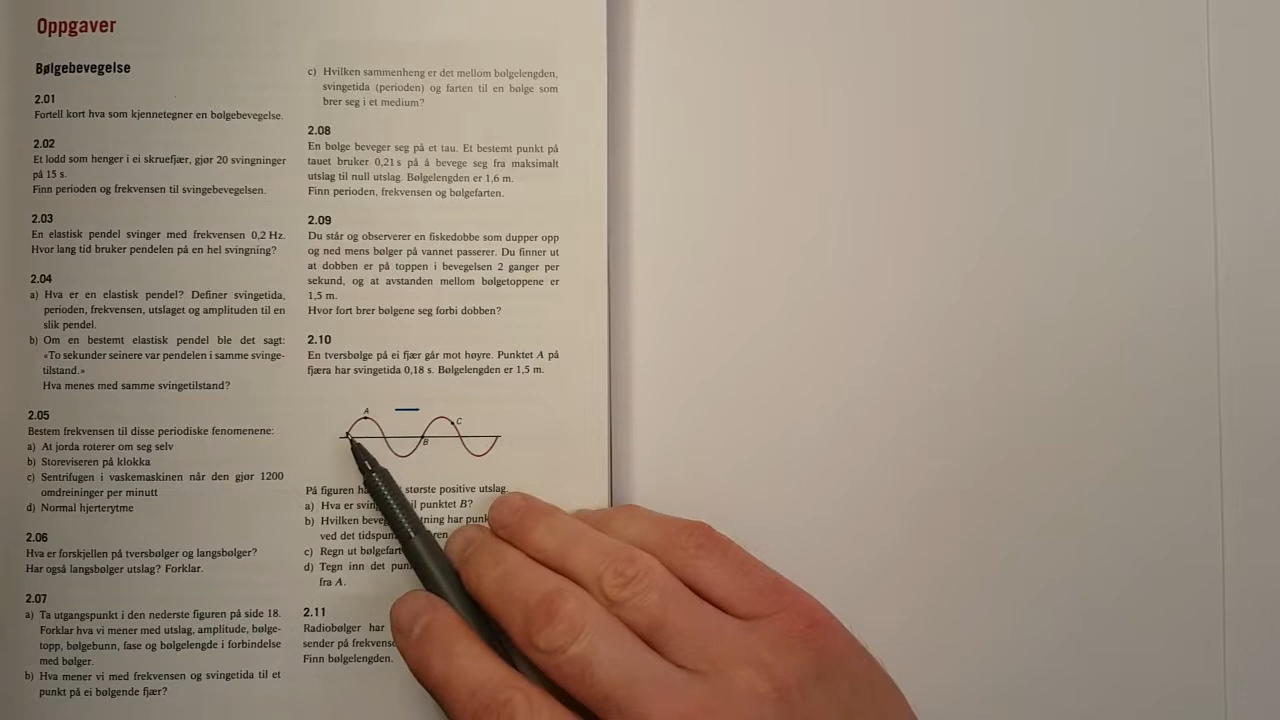 Oppgaver
Bølgebevegelse
2.01
Fortell kort hva som kjennetegner en bølgebevegelse.
2.02
Et lodd som henger i ei skruefjær, gjør 20 svingninger
på 15 s.
Finn perioden og frekvensen til svingebevegelsen.
2.03
En elastisk pendel svinger med frekvensen 0,2 Hz.
Hvor lang tid bruker pendelen på en hel svingning?
2.04
a) Hva er en elastisk pendel? Definer svingetida,
perioden, frekvensen, utslaget og amplituden til en
slik pendel.
b) Om en bestemt elastisk pendel ble det sagt:
«To sekunder seinere var pendelen i samme svinge-
tilstand.»
Hva menes med samme svingetilstand?
2.05
Bestem frekvensen til disse periodiske fenomenene:
a) At jorda roterer om seg selv
b) Storeviseren på klokka
c) Sentrifugen i vaskemaskinen når den gjør 1200
omdreininger per minutt
d) Normal hjerterytme
2.06
Hva er forskjellen på tversbølger og langsbølger?
Har også langsbølger utslag? Forklar.
2.07
a) Ta utgangspunkt i den nederste figuren på side 18.
Forklar hva vi mener med utslag, amplitude, bølge-
topp, bølgebunn, fase og bølgelengde i forbindelse
med bølger.
b) Hva mener vi med frekvensen og svingetida til et
punkt på ei bølgende fjær?
c) Hvilken sammenheng er det mellom bølgelengden,
svingetida (perioden) og farten til en bølge som
brer seg i et medium?
2.08
En bølge beveger seg på et tau. Et bestemt punkt på
tauet bruker 0,21 s på å bevege seg fra maksimalt
utslag til null utslag. Bølgelengden er 1,6 m.
Finn perioden, frekvensen og bølgefarten.
2.09
Du står og observerer en fiskedobbe som dupper opp
og ned mens bølger på vannet passerer. Du finner ut
at dobben er på toppen i bevegelsen 2 ganger per
sekund, og at avstanden mellom bølgetoppene er
1,5 m.
Hvor fort brer bølgene seg forbi dobben?
2.10
En tversbølge på ei fjær går mot høyre. Punktet A på
fjæra har svingetida 0,18 s. Bølgelengden er 1,5 m.
A
C
B
På figuren største positive utslag.
a) Hva er punktet B?
b) Hvilken har
ved det
c) Regn ut
d) Tegn inn det
fra A.
2.11
Radiobølger har
sender på
Finn bølgelengden.